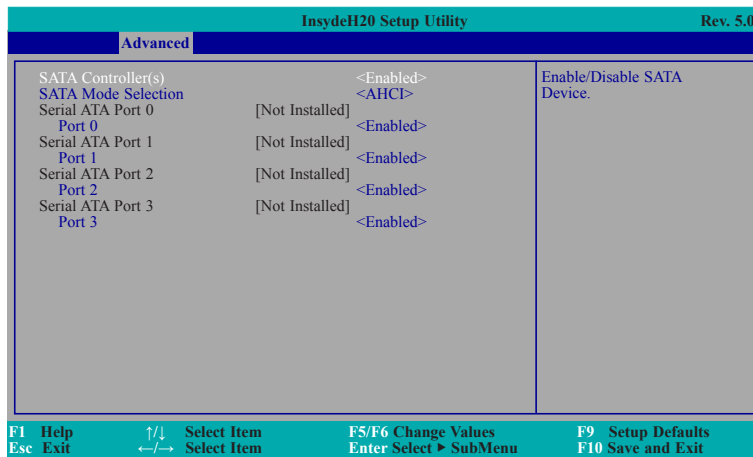 InsydeH20 Setup Utility Rev. 5.0
Advanced
SATA Controller(s) <Enabled>
SATA Mode Selection <AHCI>
Serial ATA Port 0 [Not Installed]
Port 0 <Enabled>
Serial ATA Port 1 [Not Installed]
Port 1 <Enabled>
Serial ATA Port 2 [Not Installed]
Port 2 <Enabled>
Serial ATA Port 3 [Not Installed]
Port 3 <Enabled>
Enable/Disable SATA
Device.
F1 Help ↑/↓ Select Item F5/F6 Change Values F9 Setup Defaults
Esc Exit ←/→ Select Item Enter Select ▶ SubMenu F10 Save and Exit